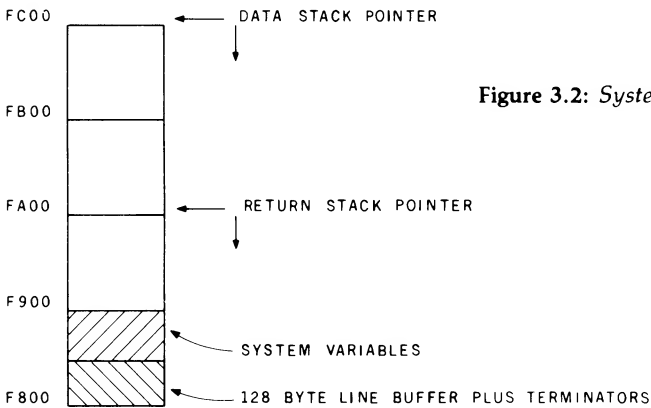 FC00 DATA STACK POINTER
FB00 Figure 3.2: Syste
FA00 RETURN STACK POINTER
F900
SYSTEM VARIABLES
F800 128 BYTE LINE BUFFER PLUS TERMINATORS